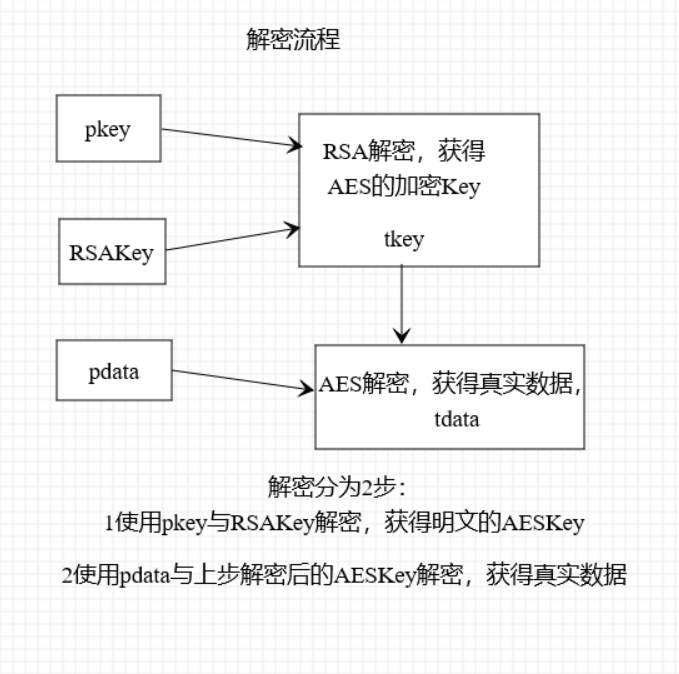 解密流程
pkey
RSA解密，获得
AES的加密Key
tkey
RSAKey
pdata
AES解密，获得真实数据，
tdata
解密分为2步：
1使用pkey与RSAKey解密，获得明文的AESKey
2使用pdata与上步解密后的AESKey解密，获得真实数据